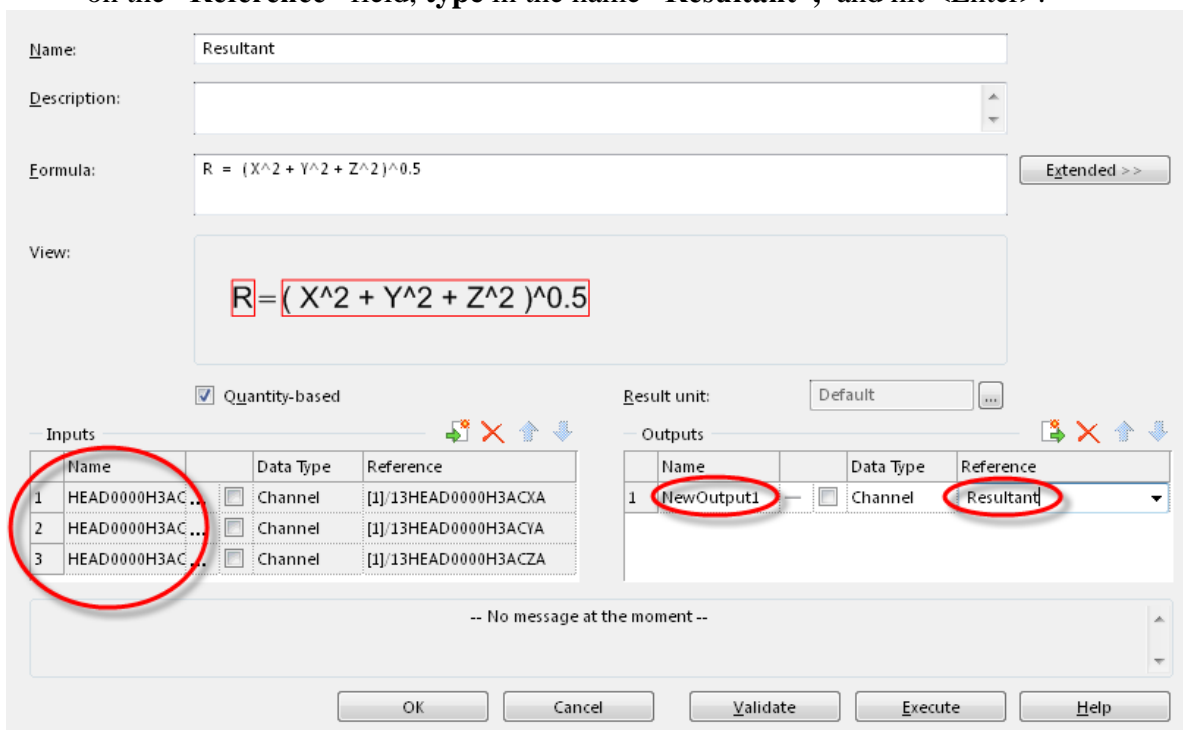 on the "Reference" field, type in the name "Resultant", and hit <Enter>.
Name: Resultant
Description:
Formula: R = (X^2 + Y^2 + Z^2)^0.5 Extended >>
View:
R=( X^2 + Y^2 + Z^2 )^0.5
Quantity-based Result unit: Default ...
Inputs Outputs
Name Data Type Reference Name Data Type Reference
1 HEAD0000H3AC ... Channel [1]/13HEAD0000H3ACXA 1 NewOutput1 — Channel Resultant
2 HEAD0000H3AC ... Channel [1]/13HEAD0000H3ACYA
3 HEAD0000H3AC ... Channel [1]/13HEAD0000H3ACZA
-- No message at the moment --
OK Cancel Validate Execute Help